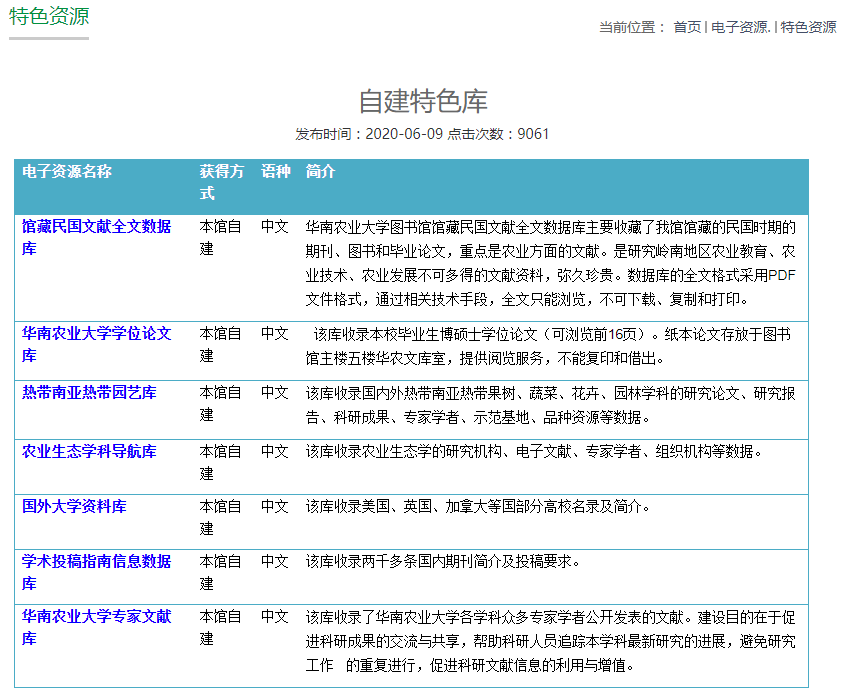 特色资源
当前位置： 首页 | 电子资源. | 特色资源
自建特色库
发布时间：2020-06-09 点击次数：9061
电子资源名称 获得方 语种 简介
式
馆藏民国文献全文数据 本馆自 中文 华南农业大学图书馆馆藏民国文献全文数据库主要收藏了我馆馆藏的民国时期的
库 建 期刊、图书和毕业论文，重点是农业方面的文献。是研究岭南地区农业教育、农
业技术、农业发展不可多得的文献资料，弥久珍贵。数据库的全文格式采用PDF
文件格式，通过相关技术手段，全文只能浏览，不可下载、复制和打印。
华南农业大学学位论文 本馆自 中文 该库收录本校毕业生博硕士学位论文（可浏览前16页）。纸本论文存放于图书
库 建 馆主楼五楼华农文库室，提供阅览服务，不能复印和借出。
热带南亚热带园艺库 本馆自 中文 该库收录国内外热带南亚热带果树、蔬菜、花卉、园林学科的研究论文、研究报
建 告、科研成果、专家学者、示范基地、品种资源等数据。
农业生态学科导航库 本馆自 中文 该库收录农业生态学的研究机构、电子文献、专家学者、组织机构等数据。
建
国外大学资料库 本馆自 中文 该库收录美国、英国、加拿大等国部分高校名录及简介。
建
学术投稿指南信息数据 本馆自 中文 该库收录两千多条国内期刊简介及投稿要求。
库 建
华南农业大学专家文献 本馆自 中文 该库收录了华南农业大学各学科众多专家学者公开发表的文献。建设目的在于促
库 建 进科研成果的交流与共享，帮助科研人员追踪本学科最新研究的进展，避免研究
工作 的重复进行，促进科研文献信息的利用与增值。